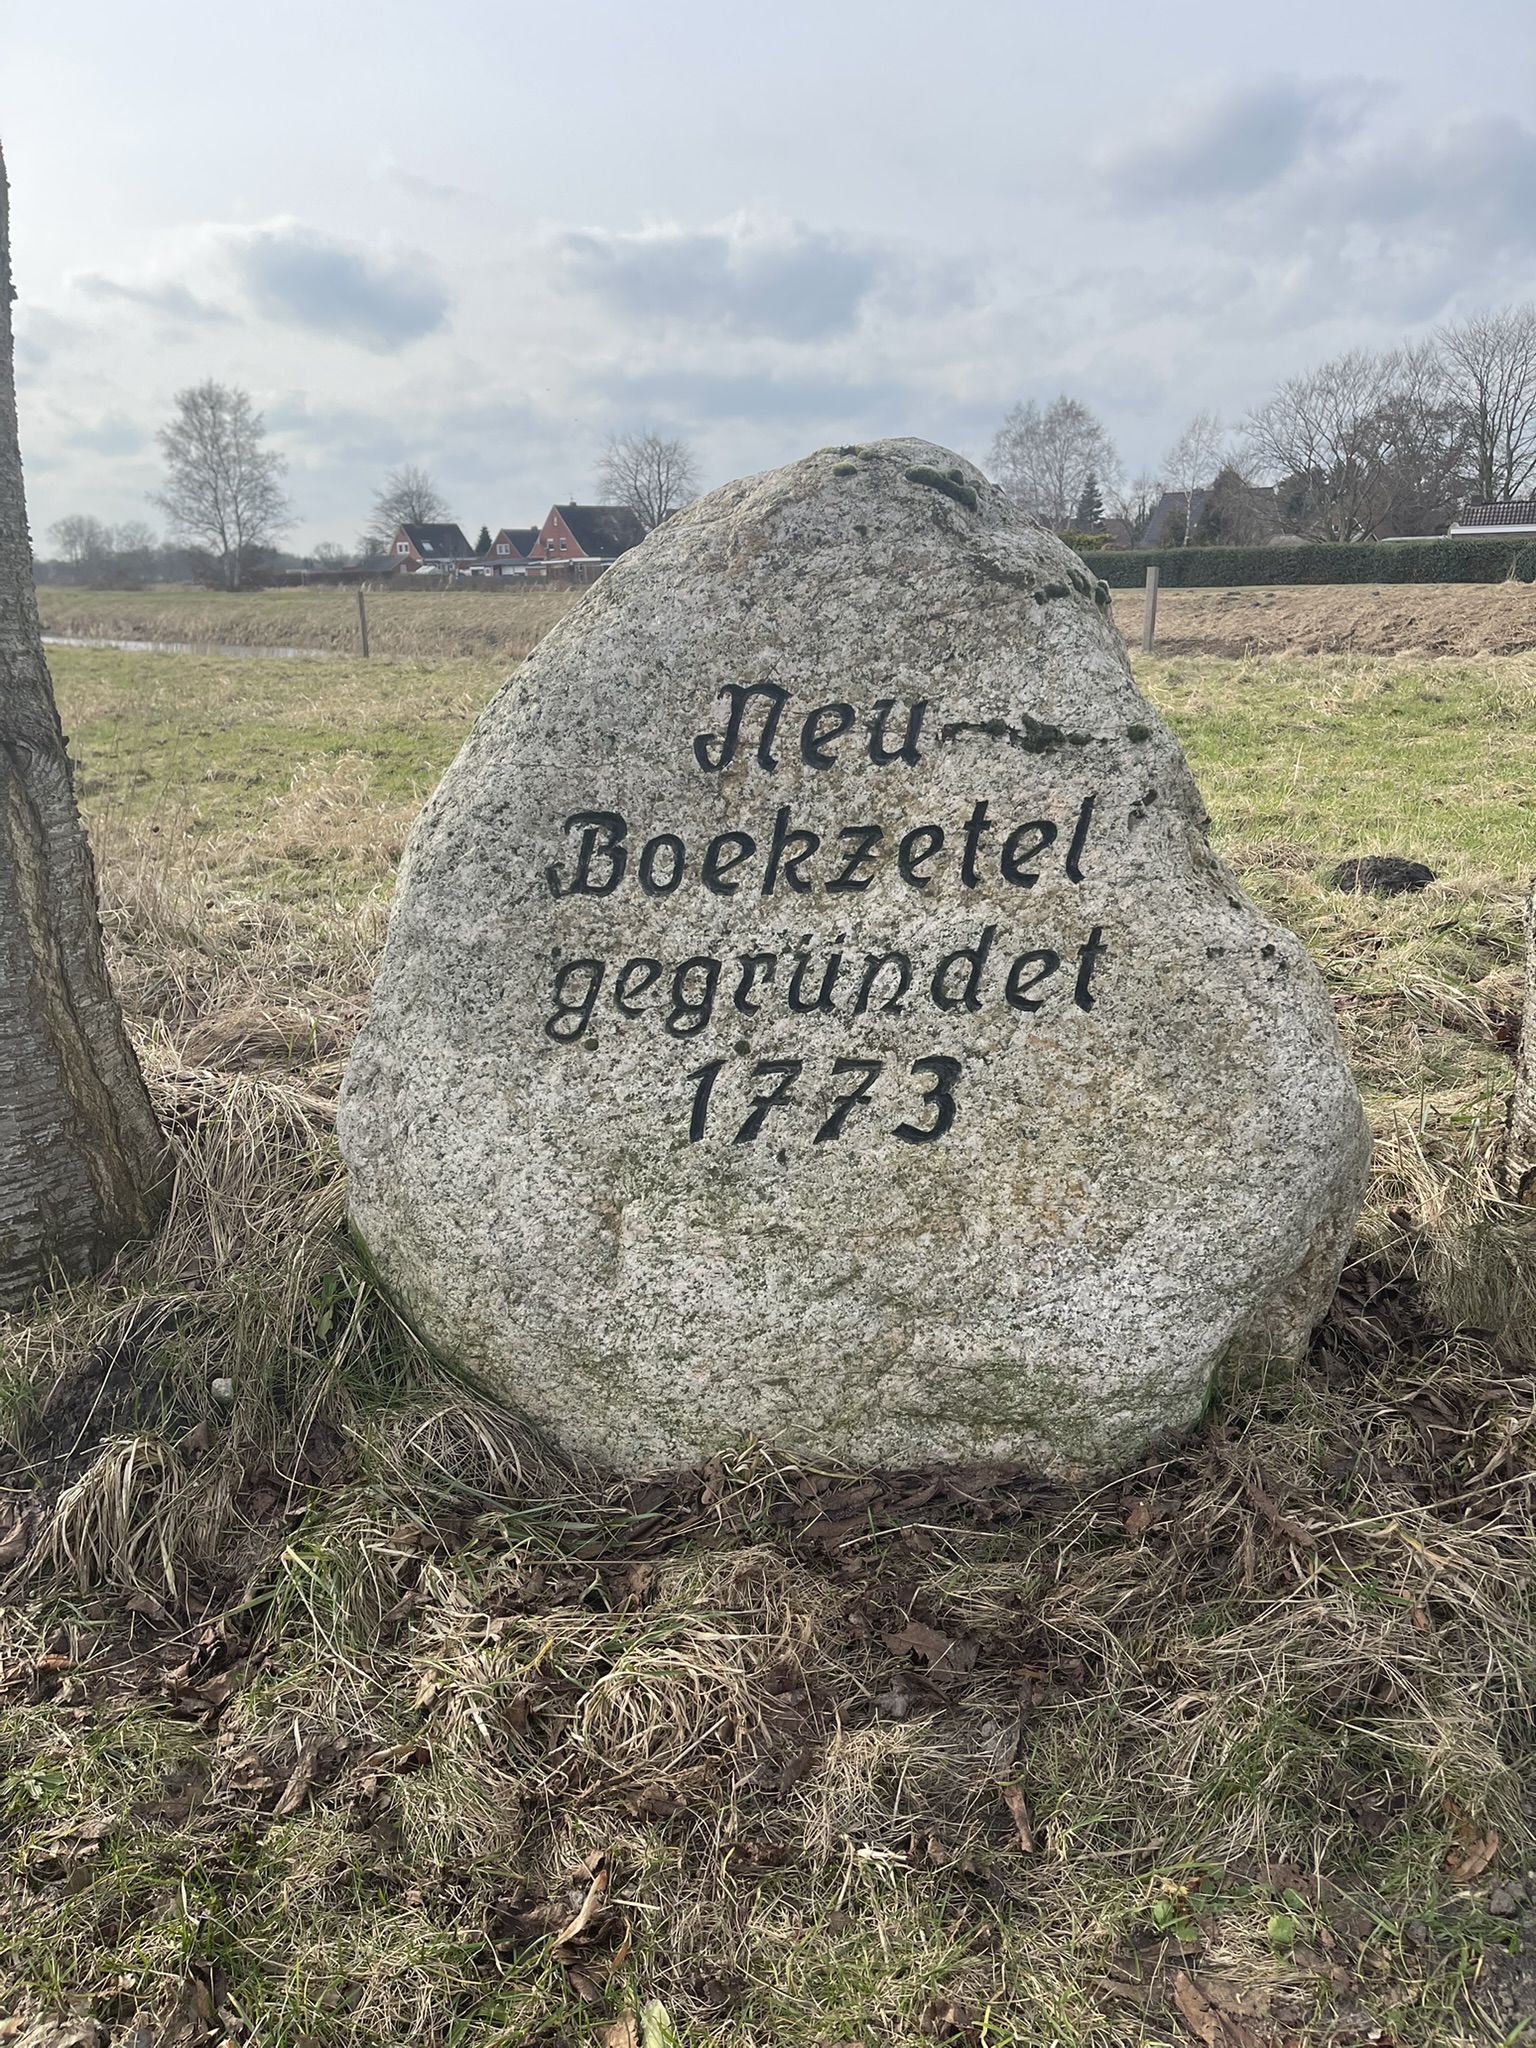 Neu-
Boekzetel
gegründet
1773